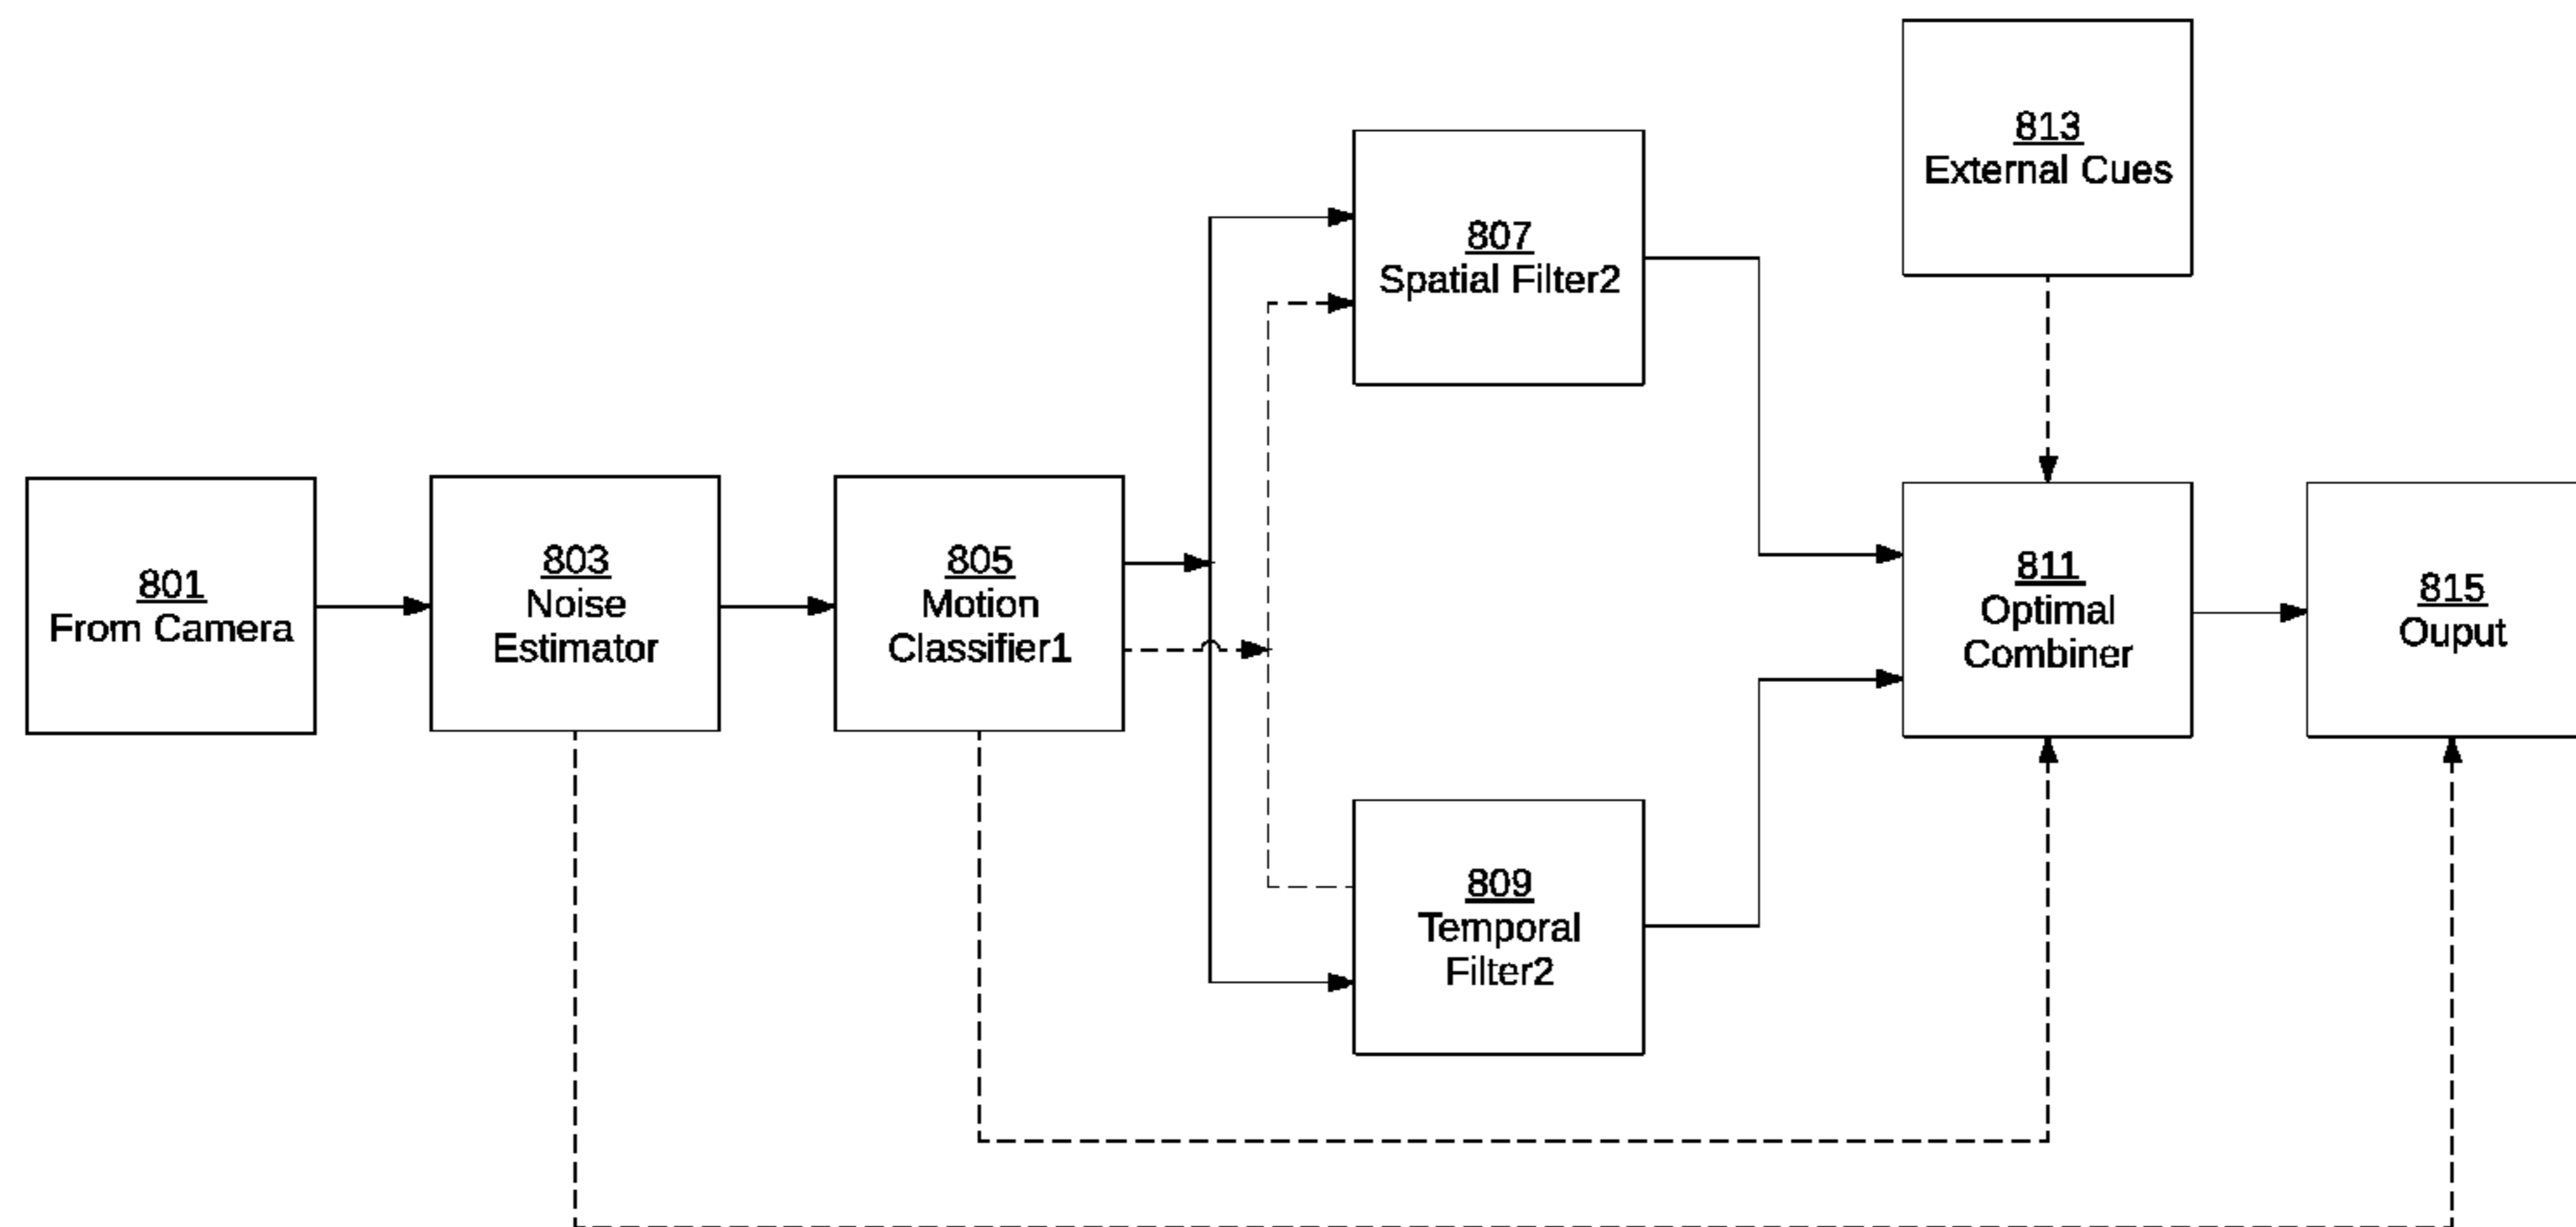 813
External Cues
807
Spatial Filter2
801
From Camera
803
Noise
Estimator
805
Motion
Classifier1
811
Optimal
Combiner
815
Ouput
809
Temporal
Filter2